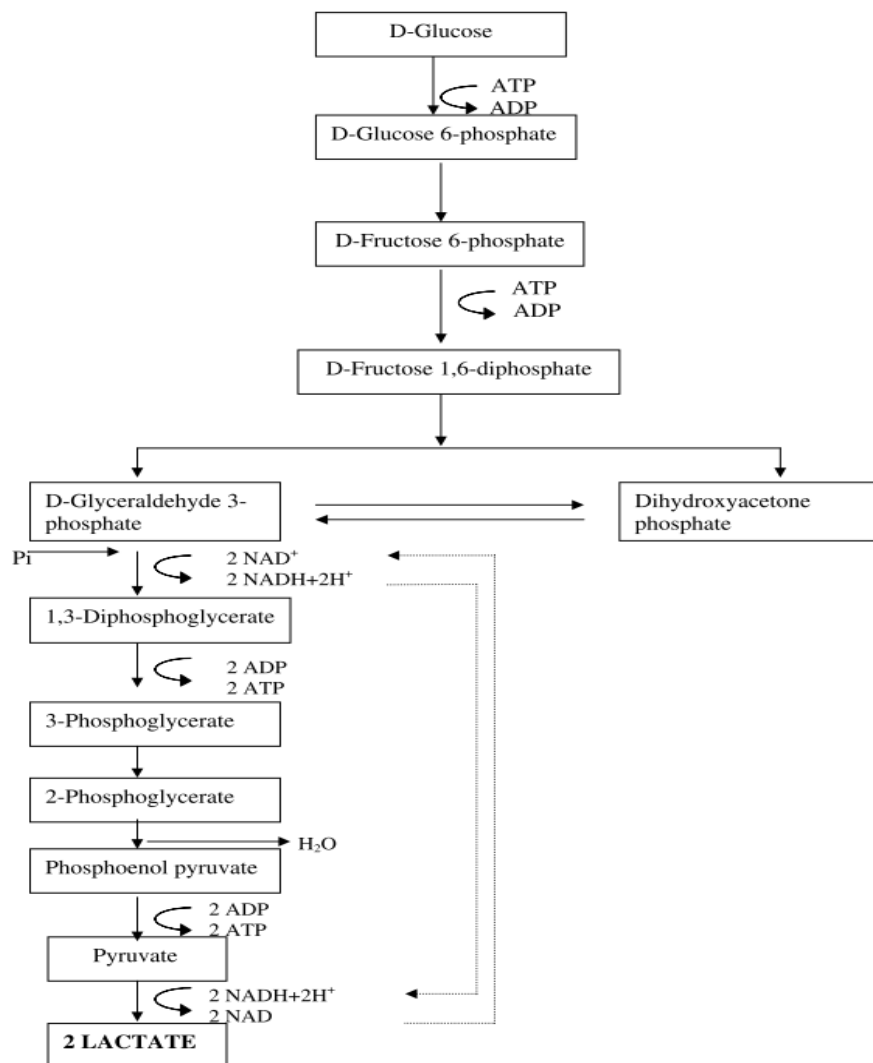 D-Glucose
ATP
ADP
D-Glucose 6-phosphate
D-Fructose 6-phosphate
ATP
ADP
D-Fructose 1,6-diphosphate
D-Glyceraldehyde 3-
phosphate
Dihydroxyacetone
phosphate
Pi
2 NAD⁺
2 NADH+2H⁺
1,3-Diphosphoglycerate
2 ADP
2 ATP
3-Phosphoglycerate
2-Phosphoglycerate
H₂O
Phosphoenol pyruvate
2 ADP
2 ATP
Pyruvate
2 NADH+2H⁺
2 NAD
2 LACTATE